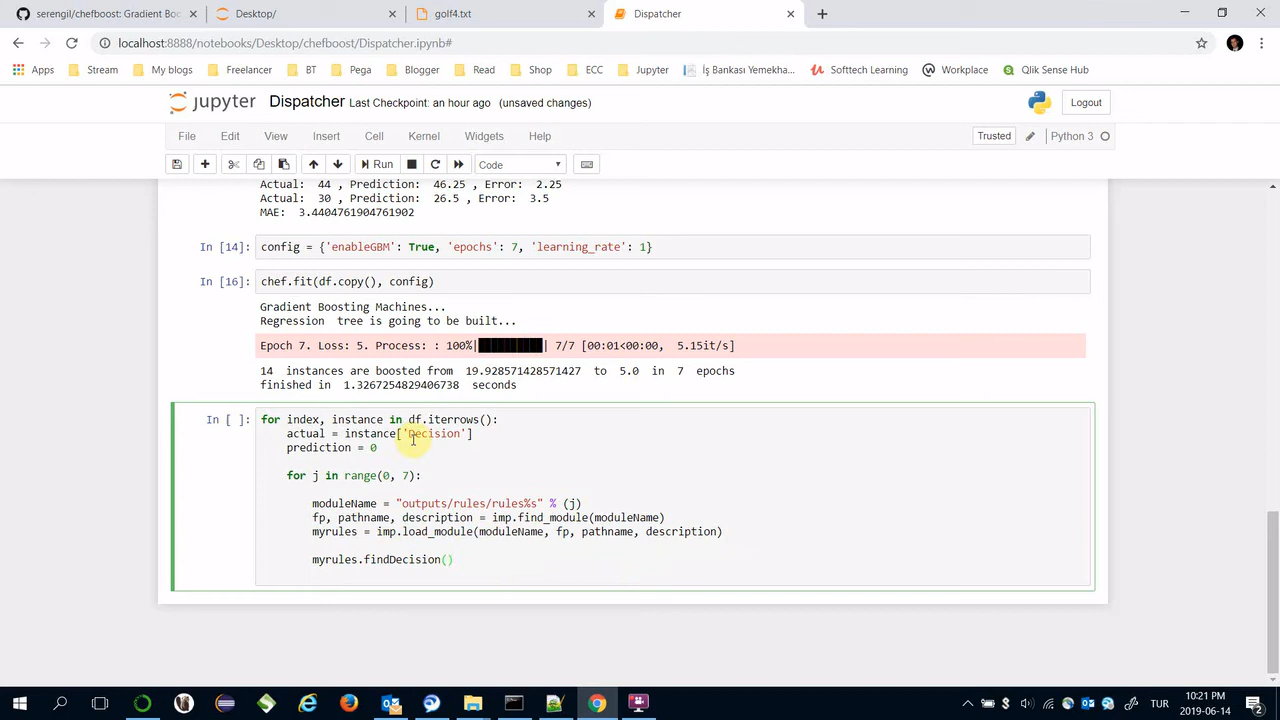 serengil/chefboost: Gradient Boo
Desktop/
golf4.txt
Dispatcher
localhost:8888/notebooks/Desktop/chefboost/Dispatcher.ipynb#
Apps Stream My blogs Freelancer BT Pega Blogger Read Shop ECC Jupyter İş Bankası Yemekha... Softtech Learning Workplace Qlik Sense Hub
jupyter Dispatcher Last Checkpoint: an hour ago (unsaved changes) Logout
File Edit View Insert Cell Kernel Widgets Help Trusted Python 3
Run Code
Actual: 44 , Prediction: 46.25 , Error: 2.25
Actual: 30 , Prediction: 26.5 , Error: 3.5
MAE: 3.4404761904761902
In [14]: config = {'enableGBM': True, 'epochs': 7, 'learning_rate': 1}
In [16]: chef.fit(df.copy(), config)
Gradient Boosting Machines...
Regression tree is going to be built...
Epoch 7. Loss: 5. Process: : 100%|██████████| 7/7 [00:01<00:00, 5.15it/s]
14 instances are boosted from 19.928571428571427 to 5.0 in 7 epochs
finished in 1.3267254829406738 seconds
In [ ]: for index, instance in df.iterrows():
actual = instance['Decision']
prediction = 0
for j in range(0, 7):
moduleName = "outputs/rules/rules%s" % (j)
fp, pathname, description = imp.find_module(moduleName)
myrules = imp.load_module(moduleName, fp, pathname, description)
myrules.findDecision()
TUR
10:21 PM
2019-06-14
2